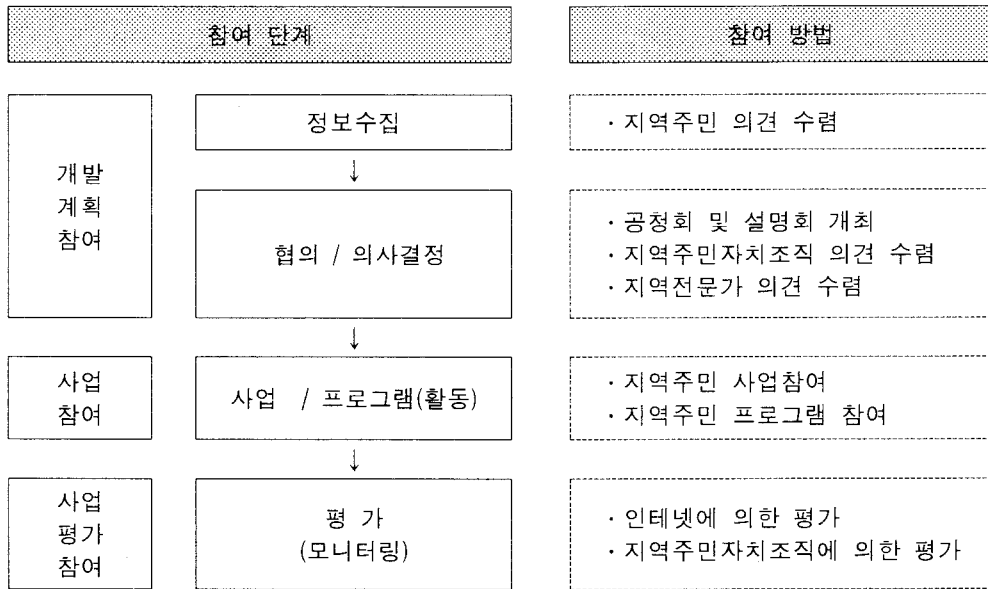 참여 단계
참여 방법
개발
계획
참여
정보수집
· 지역주민 의견 수렴
↓
협의 / 의사결정
· 공청회 및 설명회 개최
· 지역주민자치조직 의견 수렴
· 지역전문가 의견 수렴
↓
사업
참여
사업 / 프로그램(활동)
· 지역주민 사업참여
· 지역주민 프로그램 참여
↓
사업
평가
참여
평 가
(모니터링)
· 인테넷에 의한 평가
· 지역주민자치조직에 의한 평가